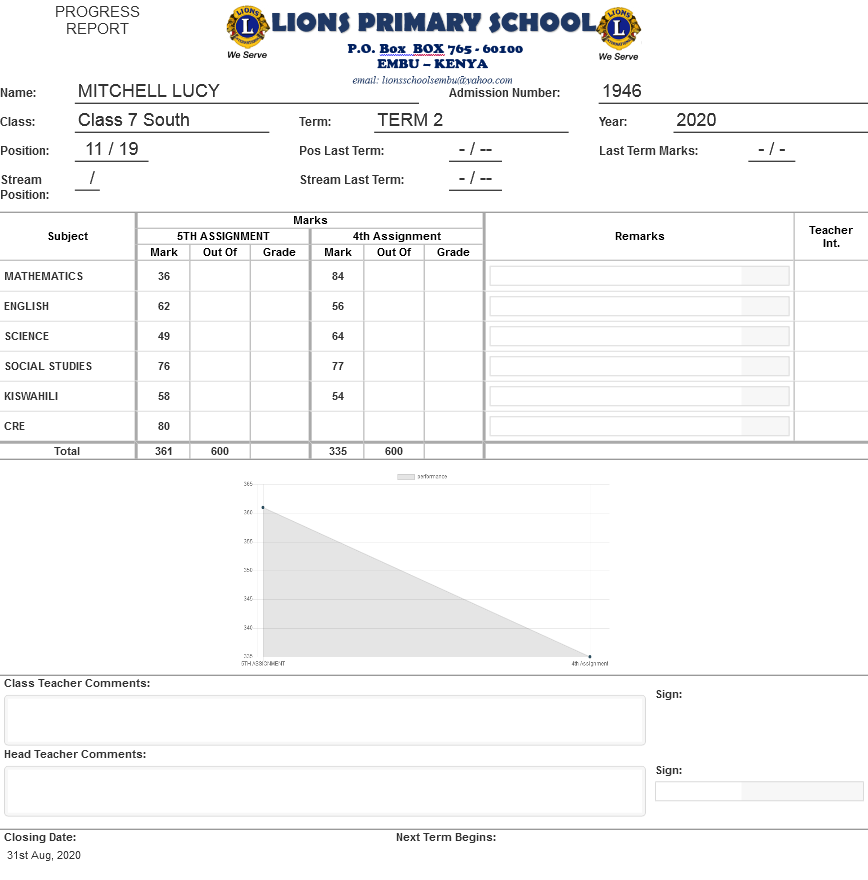 PROGRESS
REPORT
LIONS
L
INTERNATIONAL
We Serve
LIONS PRIMARY SCHOOL
P.O. Box BOX 765 - 60100
EMBU – KENYA
email: lionsschoolsembu@yahoo.com
LIONS
L
INTERNATIONAL
We Serve
Name: MITCHELL LUCY Admission Number: 1946
Class: Class 7 South Term: TERM 2 Year: 2020
Position: 11 / 19 Pos Last Term: - / -- Last Term Marks: - / -
Stream Position: / Stream Last Term: - / --
Marks
Subject 5TH ASSIGNMENT 4th Assignment Remarks Teacher Int.
Mark Out Of Grade Mark Out Of Grade
MATHEMATICS 36 84
ENGLISH 62 56
SCIENCE 49 64
SOCIAL STUDIES 76 77
KISWAHILI 58 54
CRE 80
Total 361 600 335 600
performance
365
360
355
350
345
340
335
5TH ASSIGNMENT 4th Assignment
Class Teacher Comments:
Sign:
Head Teacher Comments:
Sign:
Closing Date: Next Term Begins:
31st Aug, 2020